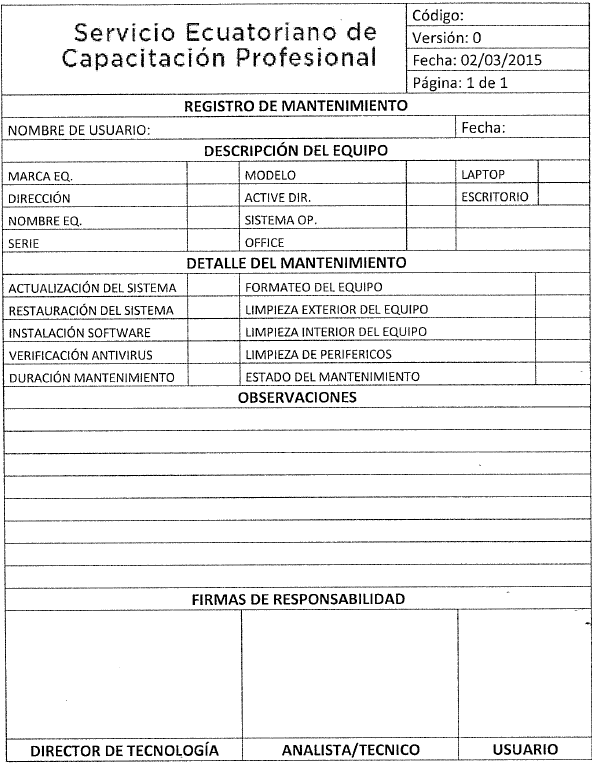 Servicio Ecuatoriano de
Capacitación Profesional
Código:
Versión: 0
Fecha: 02/03/2015
Página: 1 de 1
REGISTRO DE MANTENIMIENTO
NOMBRE DE USUARIO: Fecha:
DESCRIPCIÓN DEL EQUIPO
MARCA EQ. MODELO LAPTOP
DIRECCIÓN ACTIVE DIR. ESCRITORIO
NOMBRE EQ. SISTEMA OP.
SERIE OFFICE
DETALLE DEL MANTENIMIENTO
ACTUALIZACIÓN DEL SISTEMA FORMATEO DEL EQUIPO
RESTAURACIÓN DEL SISTEMA LIMPIEZA EXTERIOR DEL EQUIPO
INSTALACIÓN SOFTWARE LIMPIEZA INTERIOR DEL EQUIPO
VERIFICACIÓN ANTIVIRUS LIMPIEZA DE PERIFERICOS
DURACIÓN MANTENIMIENTO ESTADO DEL MANTENIMIENTO
OBSERVACIONES
FIRMAS DE RESPONSABILIDAD
DIRECTOR DE TECNOLOGÍA ANALISTA/TECNICO USUARIO